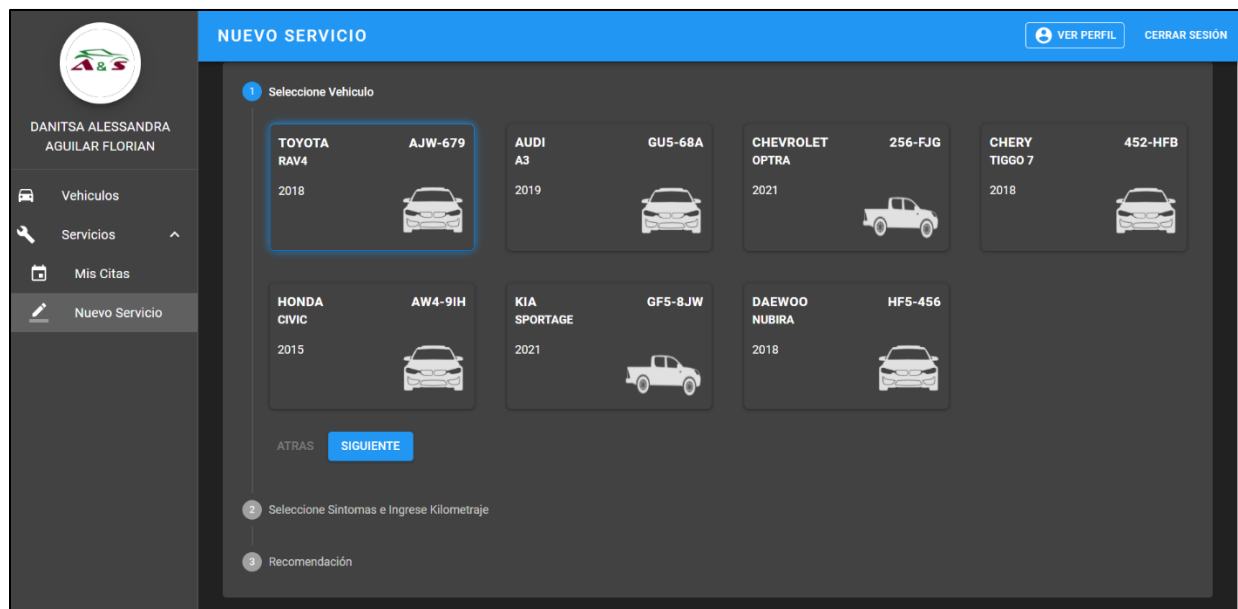 A & S
DANITSA ALESSANDRA
AGUILAR FLORIAN
Vehiculos
Servicios
Mis Citas
Nuevo Servicio
NUEVO SERVICIO
VER PERFIL
CERRAR SESIÓN
1 Seleccione Vehiculo
TOYOTA AJW-679
RAV4
2018
AUDI GU5-68A
A3
2019
CHEVROLET 256-FJG
OPTRA
2021
CHERY 452-HFB
TIGGO 7
2018
HONDA AW4-9IH
CIVIC
2015
KIA GF5-8JW
SPORTAGE
2021
DAEWOO HF5-456
NUBIRA
2018
ATRAS
SIGUIENTE
2 Seleccione Sintomas e Ingrese Kilometraje
3 Recomendación